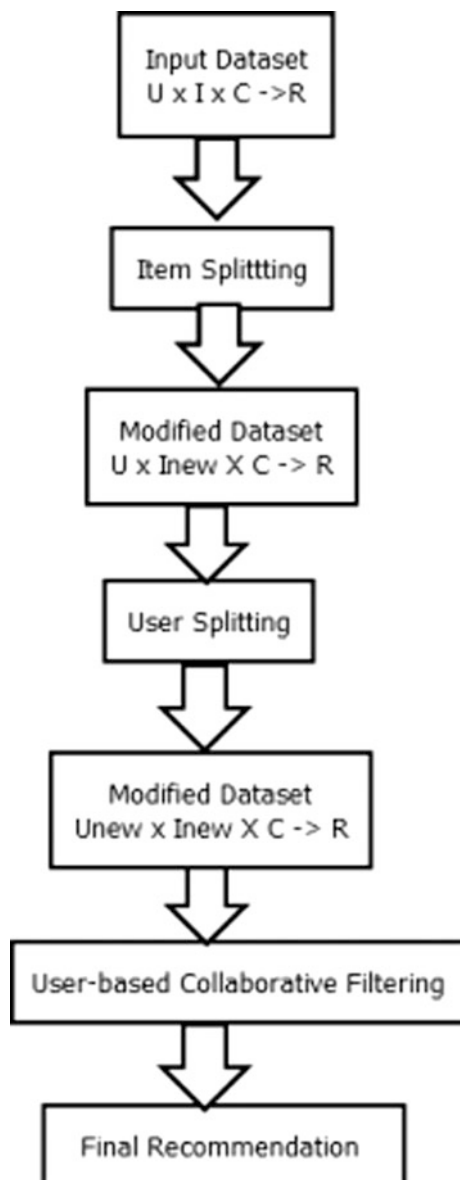 Input Dataset
U x I x C ->R
Item Splittting
Modified Dataset
U x Inew X C -> R
User Splitting
Modified Dataset
Unew x Inew X C -> R
User-based Collaborative Filtering
Final Recommendation